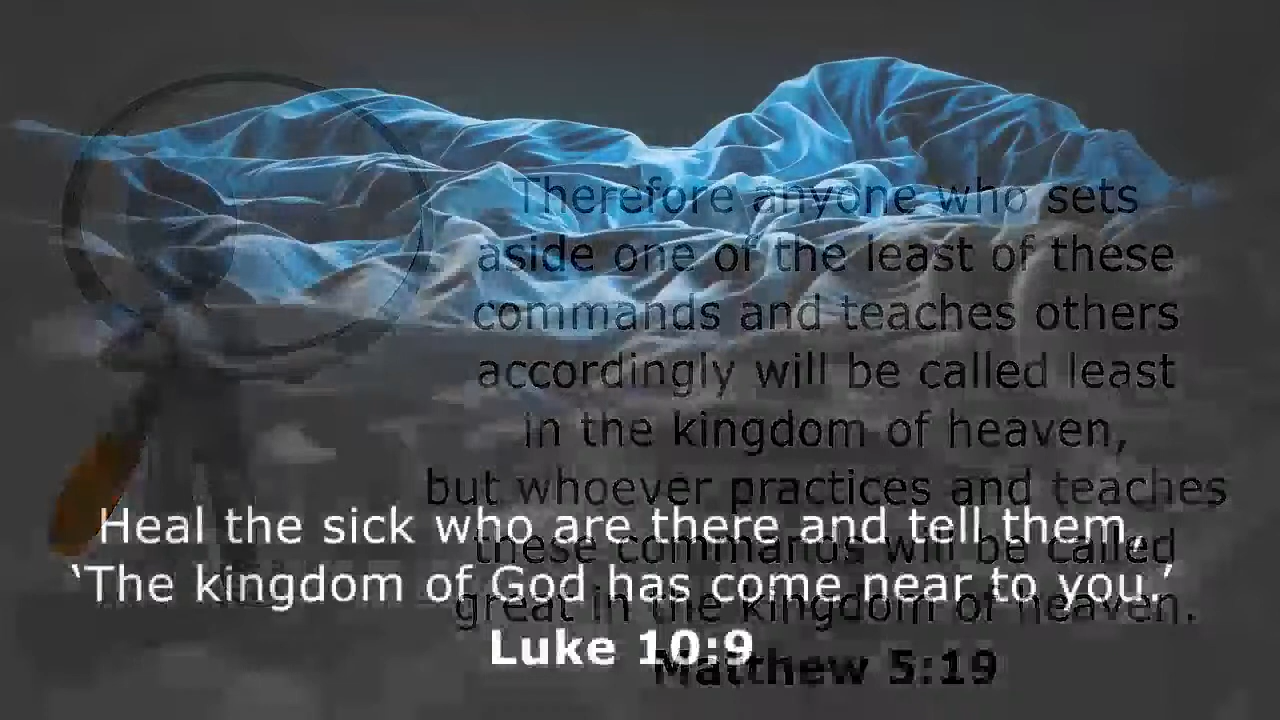 Therefore anyone who sets
aside one of the least of these
commands and teaches others
accordingly will be called least
in the kingdom of heaven,
but whoever practices and teaches
these commands will be called
great in the kingdom of heaven.
Matthew 5:19
Heal the sick who are there and tell them,
‘The kingdom of God has come near to you.’
Luke 10:9